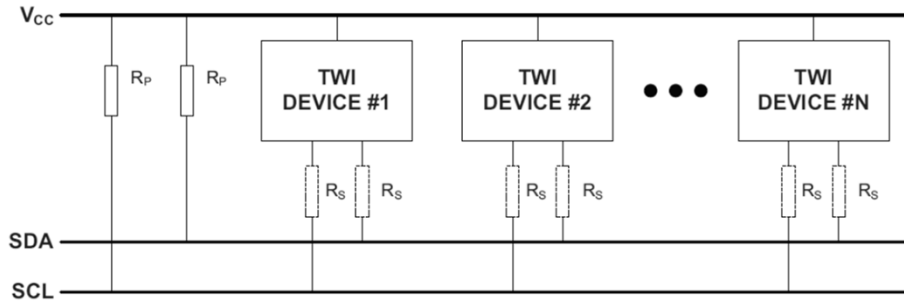 VCC
RP
RP
TWI
DEVICE #1
TWI
DEVICE #2
TWI
DEVICE #N
RS
RS
RS
RS
RS
RS
SDA
SCL